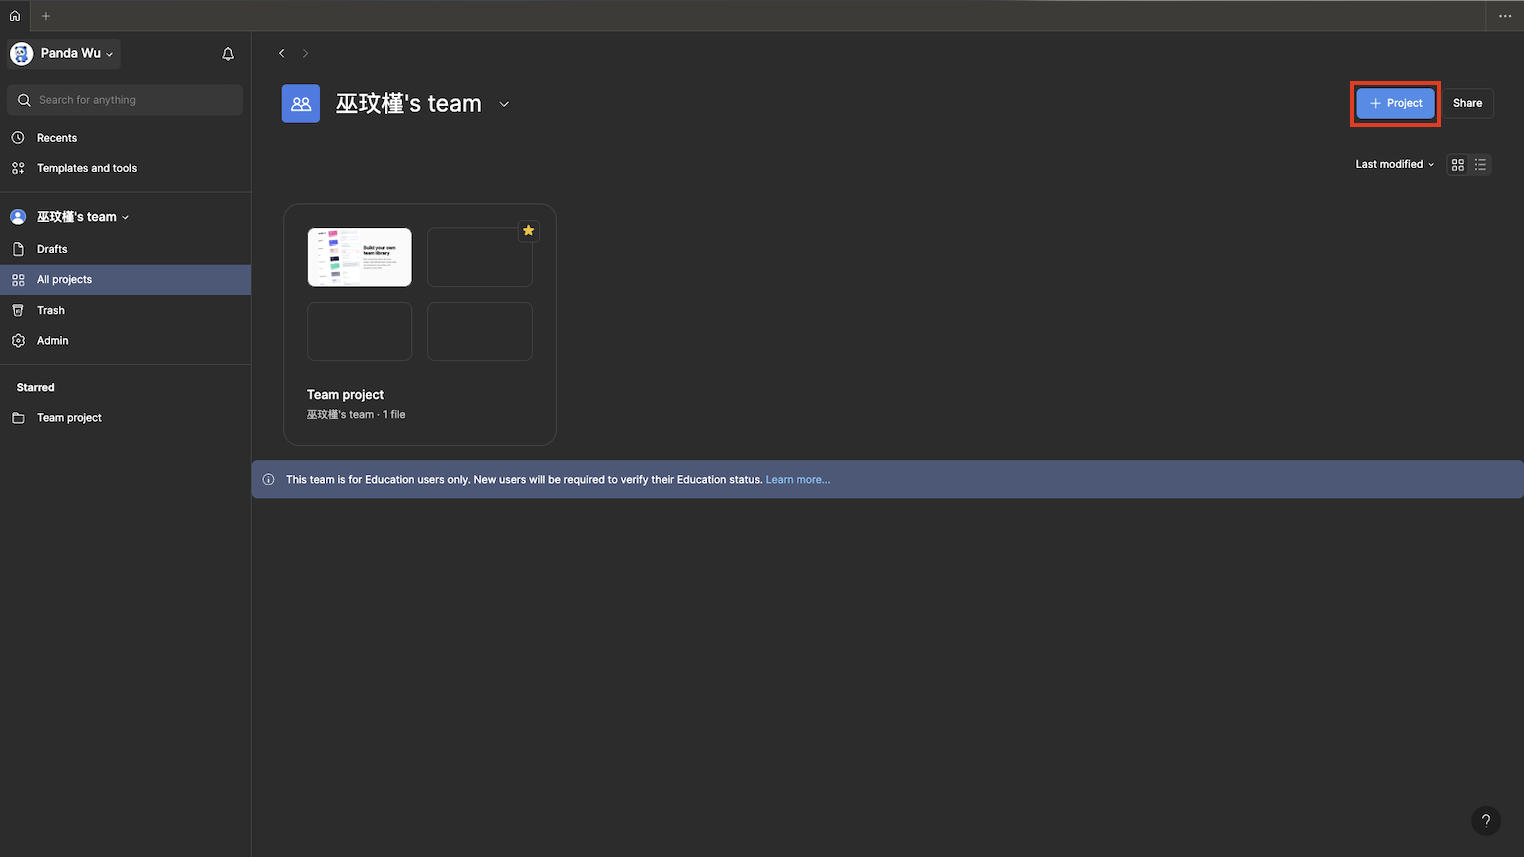 Panda Wu
Search for anything
Recents
Templates and tools
巫玟槿's team
Drafts
All projects
Trash
Admin
Starred
Team project
巫玟槿's team
+ Project
Share
Last modified
Build your own
team library
Team project
巫玟槿's team · 1 file
This team is for Education users only. New users will be required to verify their Education status. Learn more...
?